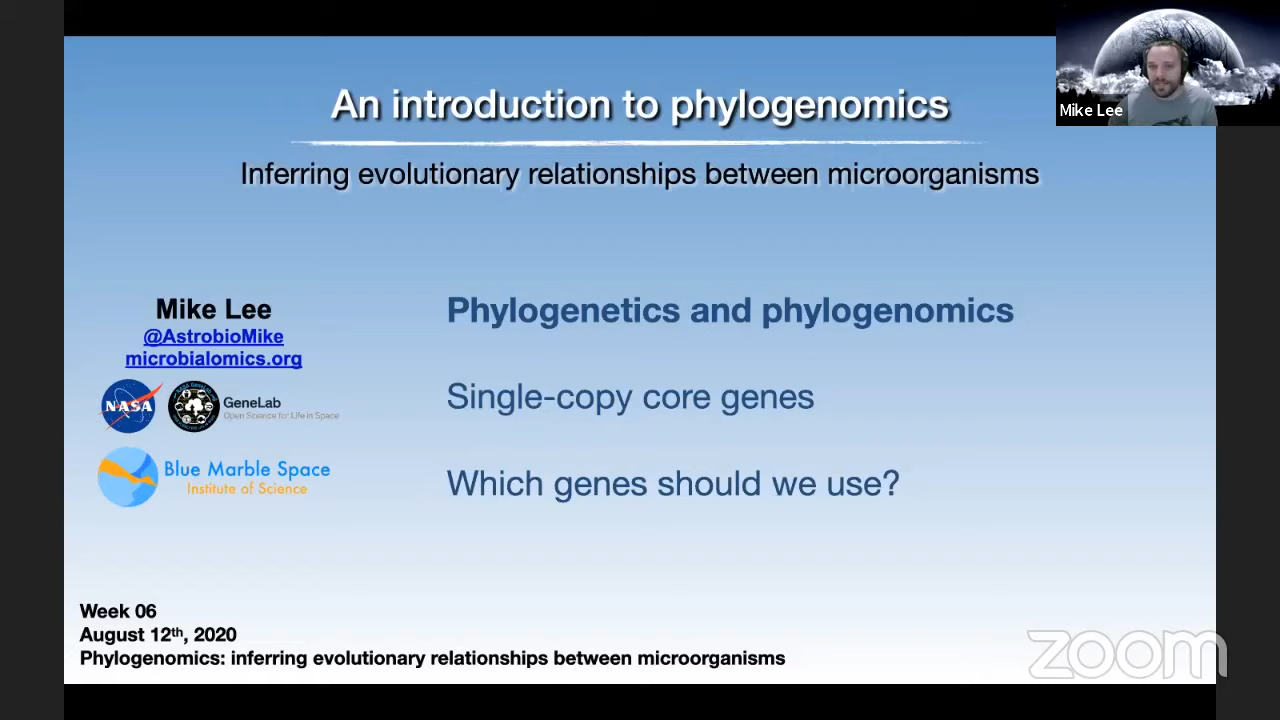 An introduction to phylogenomics
Inferring evolutionary relationships between microorganisms
Mike Lee
Mike Lee
@AstrobioMike
microbialomics.org
NASA
GeneLab
Open Science for Life in Space
Blue Marble Space
Institute of Science
Phylogenetics and phylogenomics
Single-copy core genes
Which genes should we use?
Week 06
August 12th, 2020
Phylogenomics: inferring evolutionary relationships between microorganisms
zoom